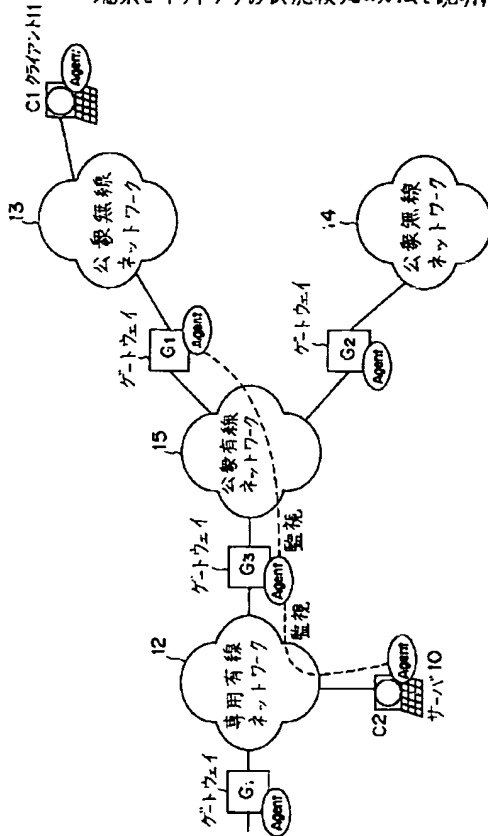 C1 クライアント11
Agent
13
公衆無線
ネットワーク
14
公衆無線
ネットワーク
ゲートウェイ
G1
Agent
ゲートウェイ
G2
Agent
15
公衆有線
ネットワーク
監視
ゲートウェイ
G3
Agent
監視
12
専用有線
ネットワーク
C2
Agent
サーバ10
ゲートウェイ
Gi
Agent